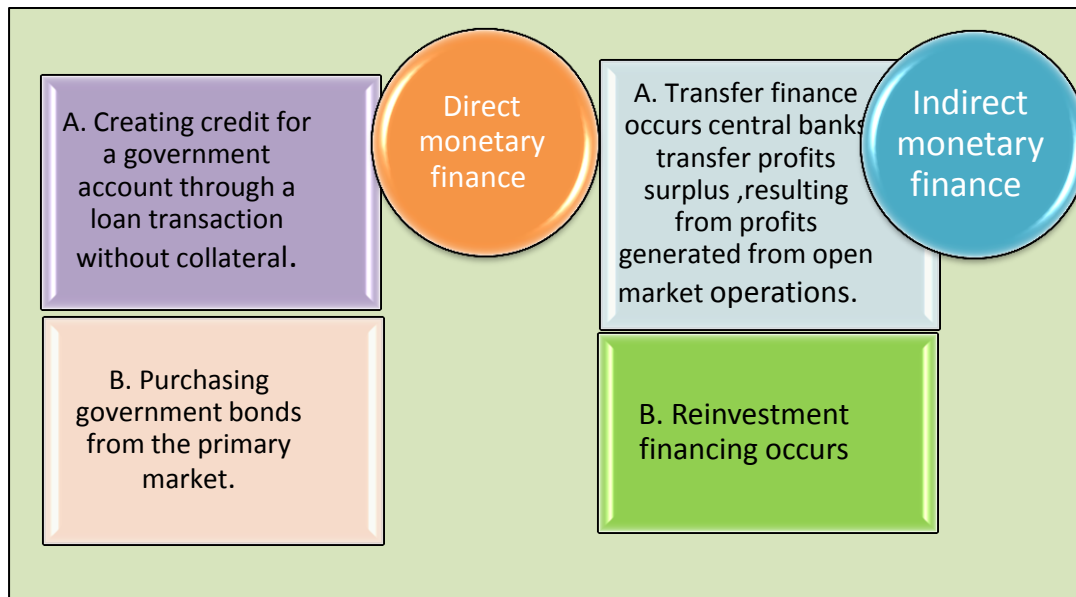 A. Creating credit for
a government
account through a
loan transaction
without collateral.
B. Purchasing
government bonds
from the primary
market.
Direct
monetary
finance
A. Transfer finance
occurs central banks
transfer profits
surplus ,resulting
from profits
generated from open
market operations.
B. Reinvestment
financing occurs
Indirect
monetary
finance